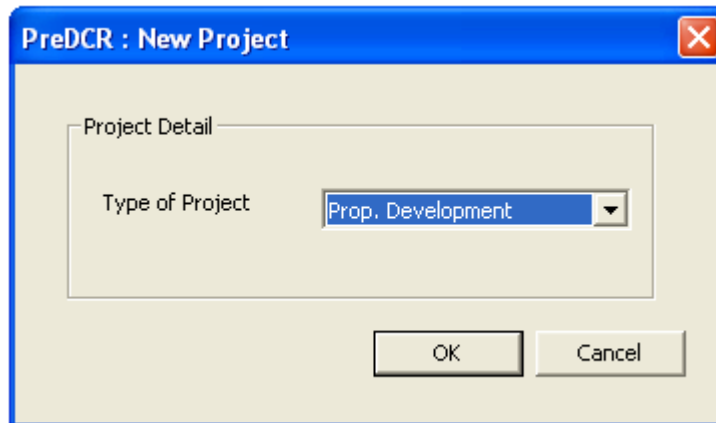 PreDCR : New Project
Project Detail
Type of Project Prop. Development
OK Cancel